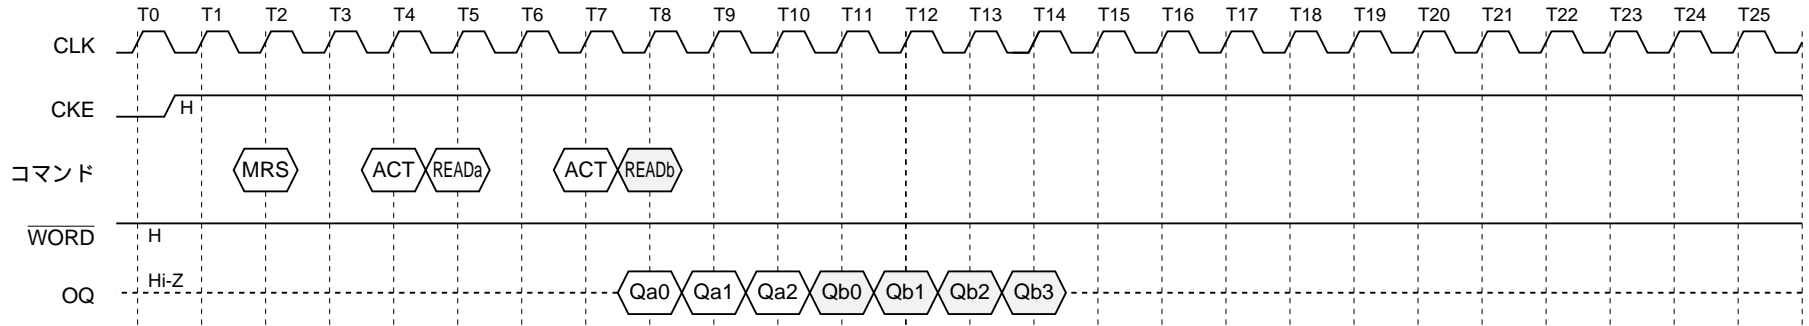 T0 T1 T2 T3 T4 T5 T6 T7 T8 T9 T10 T11 T12 T13 T14 T15 T16 T17 T18 T19 T20 T21 T22 T23 T24 T25
CLK
CKE H
コマンド MRS ACT READa ACT READb
WORD H
OQ Hi-Z Qa0 Qa1 Qa2 Qb0 Qb1 Qb2 Qb3